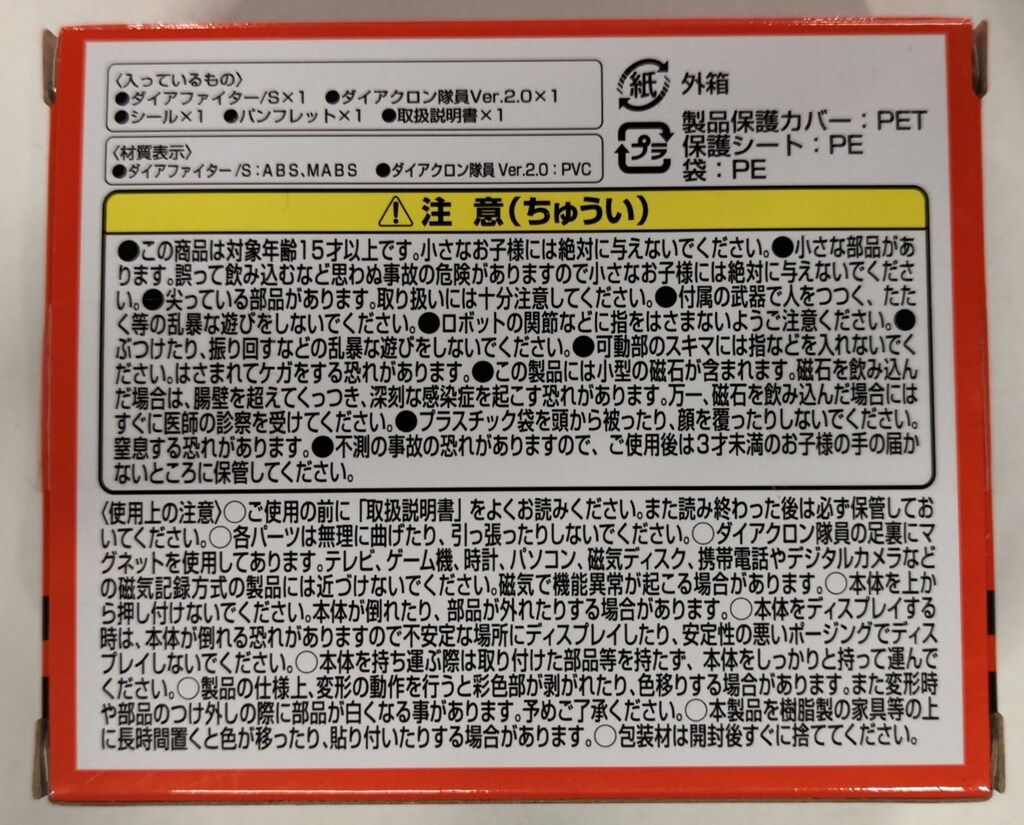 〈入っているもの〉
●ダイアファイター/S×1 ●ダイアクロン隊員Ver.2.0×1
●シール×1 ●パンフレット×1 ●取扱説明書×1
〈材質表示〉
●ダイアファイター/S：ABS、MABS ●ダイアクロン隊員 Ver.2.0：PVC
紙 外箱
プラ
製品保護カバー：PET
保護シート：PE
袋：PE
⚠注 意(ちゅうい)
●この商品は対象年齢15才以上です。小さなお子様には絶対に与えないでください。●小さな部品があ
ります。誤って飲み込むなど思わぬ事故の危険がありますので小さなお子様には絶対に与えないでくださ
い。●尖っている部品があります。取り扱いには十分注意してください。●付属の武器で人をつつく、たた
く等の乱暴な遊びをしないでください。●ロボットの関節などに指をはさまないようご注意ください。●
ぶつけたり、振り回すなどの乱暴な遊びをしないでください。●可動部のスキマには指などを入れないでく
ださい。はさまれてケガをする恐れがあります。●この製品には小型の磁石が含まれます。磁石を飲み込ん
だ場合は、腸壁を超えてくっつき、深刻な感染症を起こす恐れがあります。万一、磁石を飲み込んだ場合には
すぐに医師の診察を受けてください。●プラスチック袋を頭から被ったり、顔を覆ったりしないでください。
窒息する恐れがあります。●不測の事故の恐れがありますので、ご使用後は3才未満のお子様の手の届か
ないところに保管してください。
〈使用上の注意〉○ご使用の前に「取扱説明書」をよくお読みください。また読み終わった後は必ず保管してお
いてください。○各パーツは無理に曲げたり、引っ張ったりしないでください。○ダイアクロン隊員の足裏にマ
グネットを使用してあります。テレビ、ゲーム機、時計、パソコン、磁気ディスク、携帯電話やデジタルカメラなど
の磁気記録方式の製品には近づけないでください。磁気で機能異常が起こる場合があります。○本体を上か
ら押し付けないでください。本体が倒れたり、部品が外れたりする場合があります。○本体をディスプレイする
時は、本体が倒れる恐れがありますので不安定な場所にディスプレイしたり、安定性の悪いポージングでディス
プレイしないでください。○本体を持ち運ぶ際は取り付けた部品等を持たず、本体をしっかりと持って運んで
ください。○製品の仕様上、変形の動作を行うと彩色部が剥がれたり、色移りする場合があります。また変形時
や部品のつけ外しの際に部品が白くなる事があります。予めご了承ください。○本製品を樹脂製の家具等の上
に長時間置くと色が移ったり、貼り付いたりする場合があります。○包装材は開封後すぐに捨ててください。